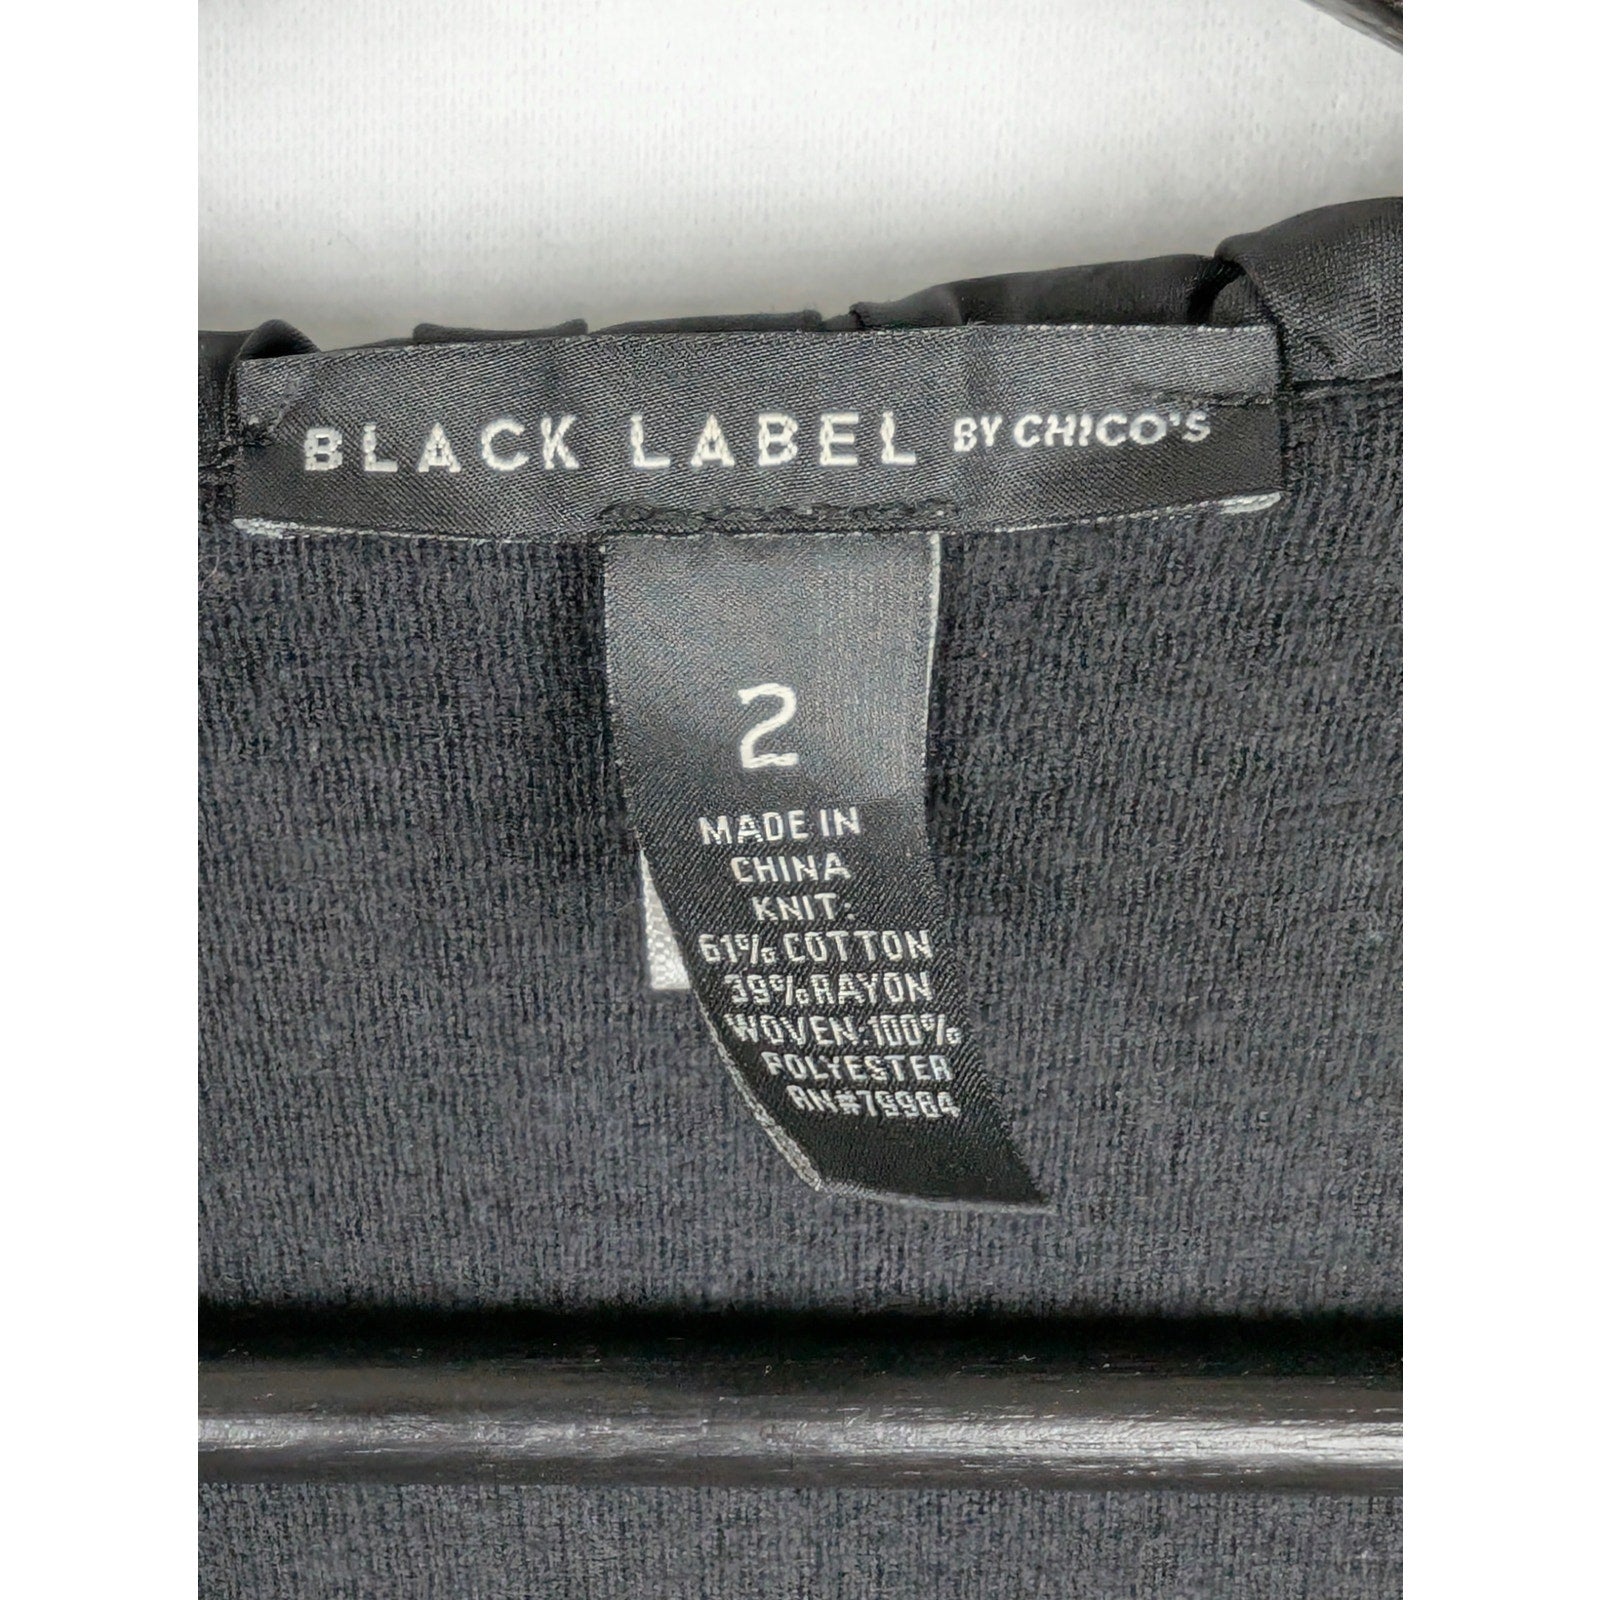 BLACK LABEL BY CHICO'S
2
MADE IN
CHINA
KNIT:
61% COTTON
39% RAYON
WOVEN: 100%
POLYESTER
RN#79984